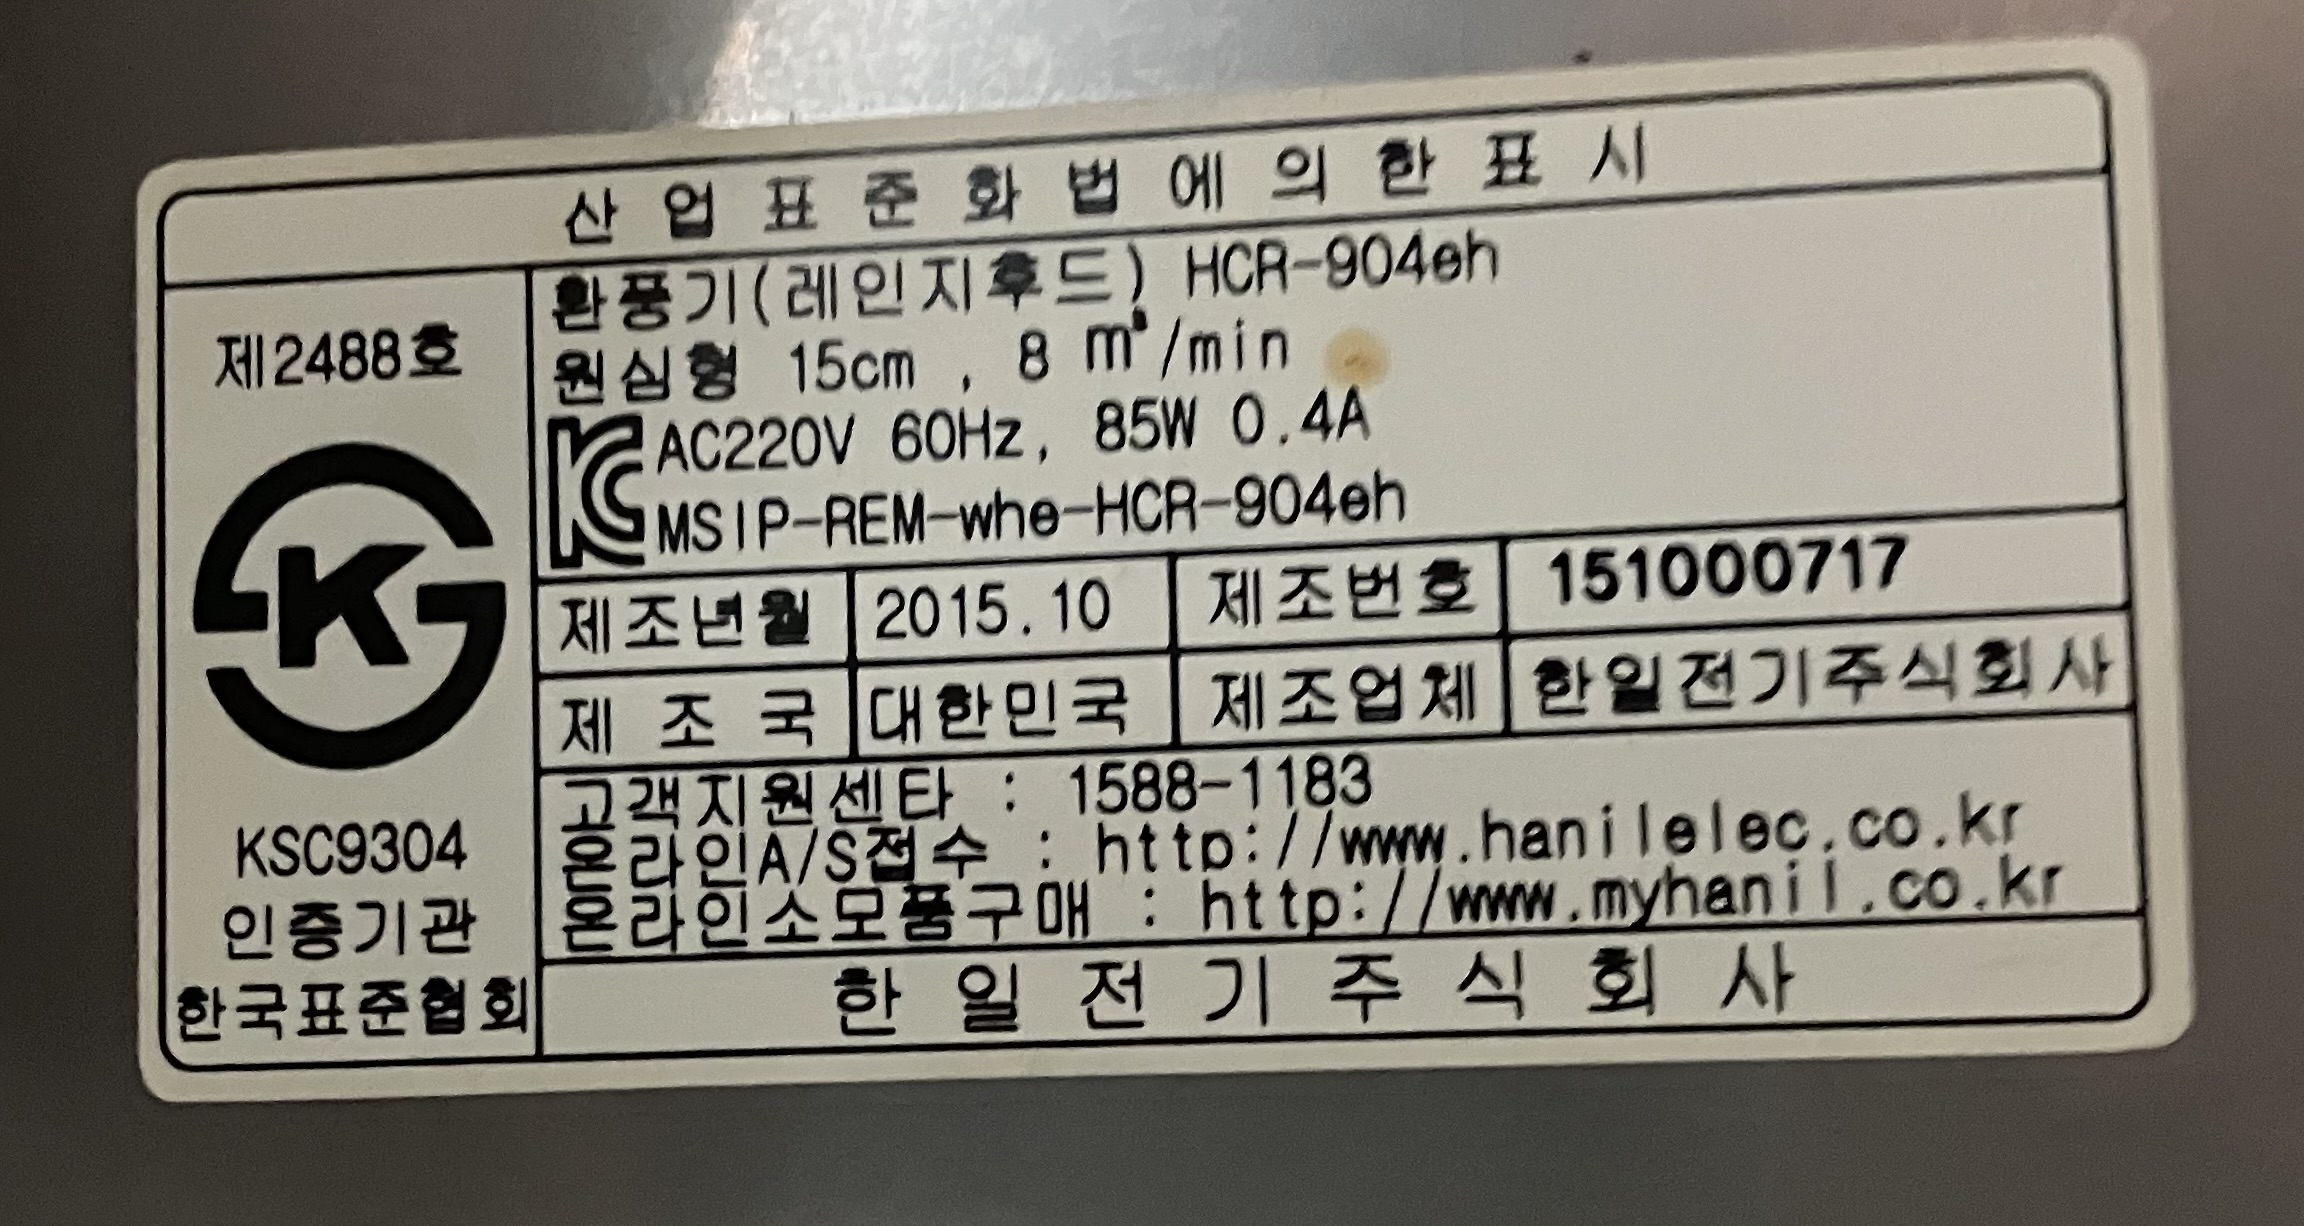 산업표준화법에의한표시
제2488호
K
KSC9304
인증기관
한국표준협회
환풍기(레인지후드) HCR-904eh
원심형 15cm , 8 m³/min
KC AC220V 60Hz, 85W 0.4A
MSIP-REM-whe-HCR-904eh
제조년월 2015.10 제조번호 151000717
제조국 대한민국 제조업체 한일전기주식회사
고객지원센타 : 1588-1183
온라인A/S접수 : http://www.hanilelec.co.kr
온라인소모품구매 : http://www.myhanil.co.kr
한일전기주식회사